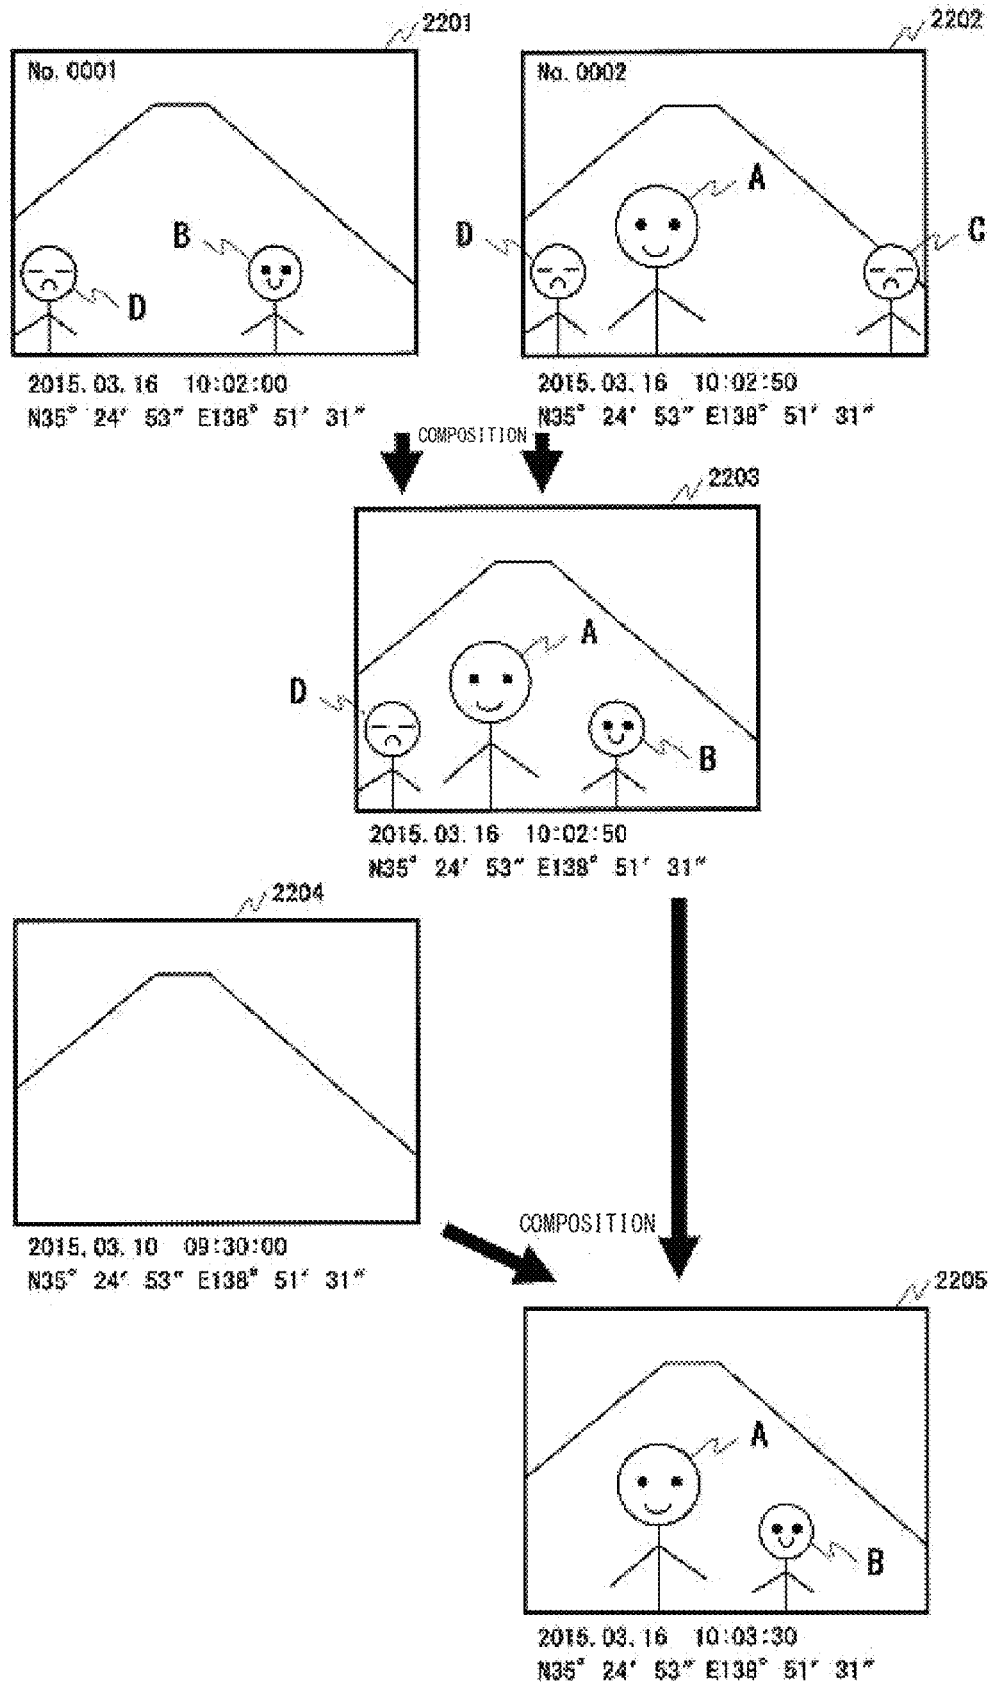 2201
No. 0001
B
D
2015.03.16 10:02:00
N35° 24′ 53″ E138° 51′ 31″
2202
No. 0002
A
D
C
2015.03.16 10:02:50
N35° 24′ 53″ E138° 51′ 31″
COMPOSITION
2203
A
D
B
2015.03.16 10:02:50
N35° 24′ 53″ E138° 51′ 31″
2204
2015.03.10 09:30:00
N35° 24′ 53″ E138° 51′ 31″
COMPOSITION
2205
A
B
2015.03.16 10:03:30
N35° 24′ 53″ E138° 51′ 31″